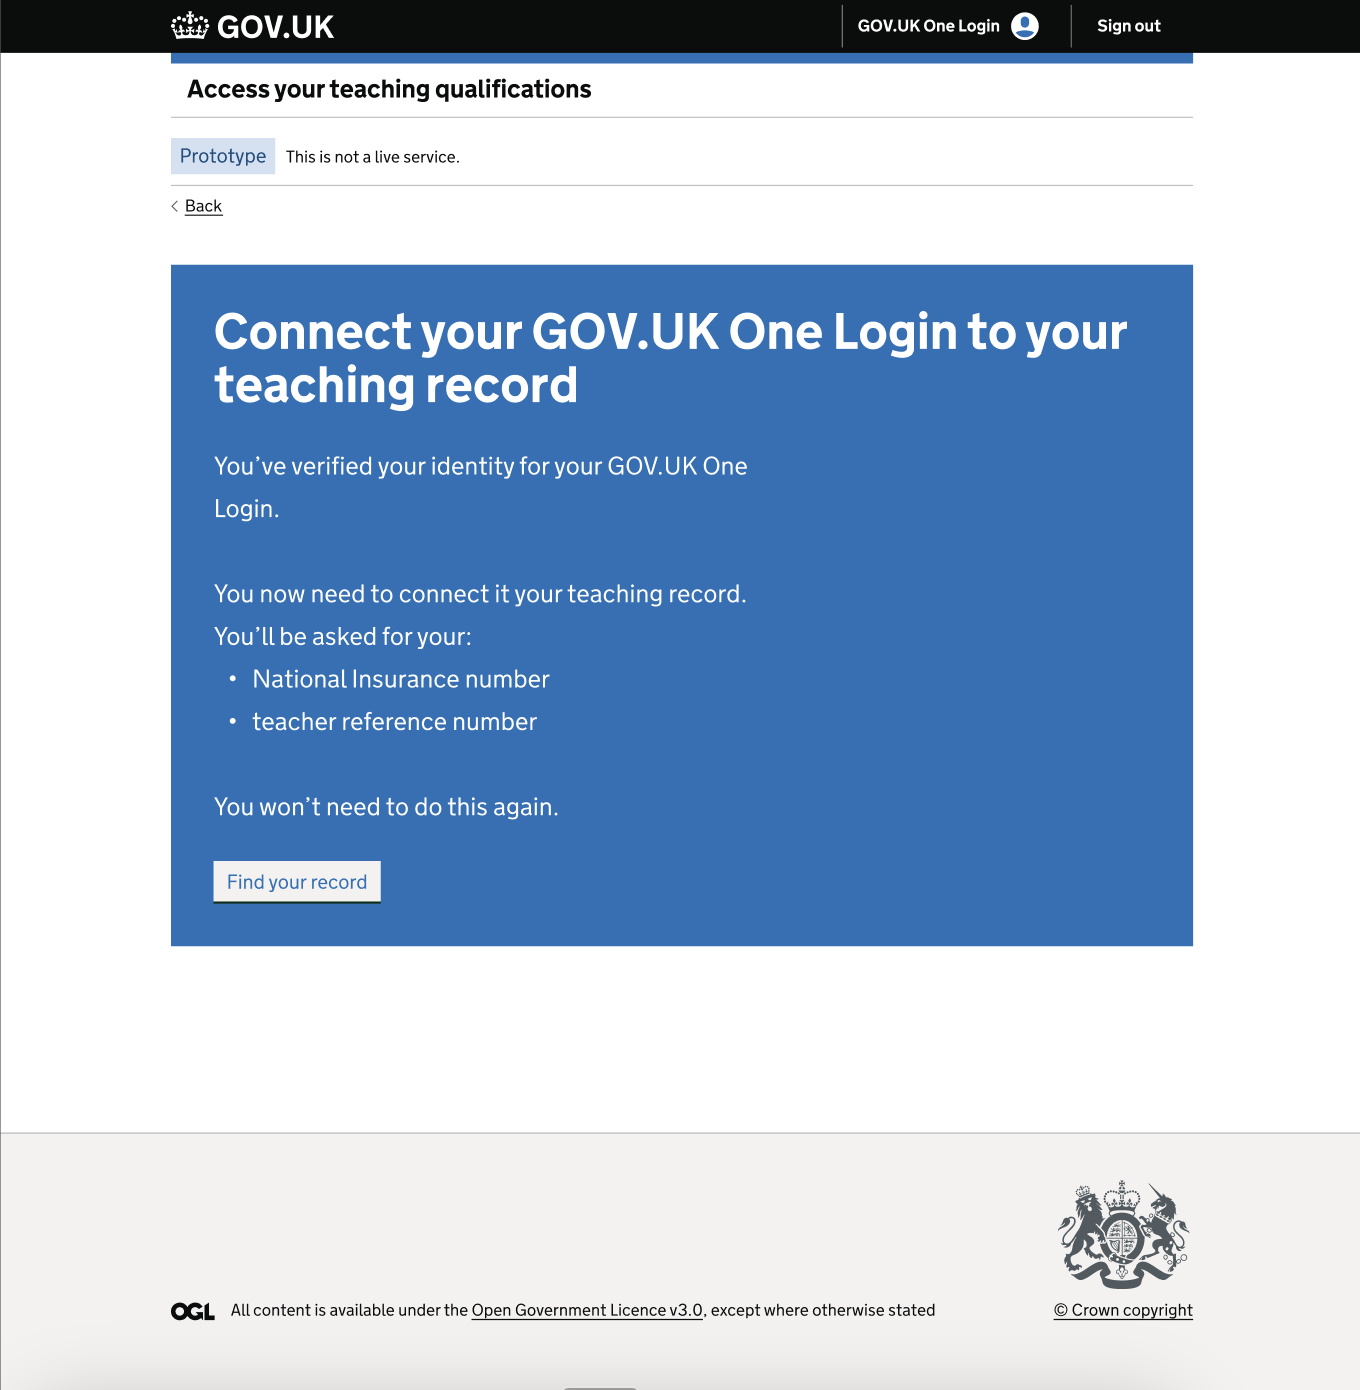 GOV.UK
GOV.UK One Login
Sign out
Access your teaching qualifications
Prototype
This is not a live service.
Back
Connect your GOV.UK One Login to your
teaching record
You’ve verified your identity for your GOV.UK One
Login.
You now need to connect it your teaching record.
You’ll be asked for your:
• National Insurance number
• teacher reference number
You won’t need to do this again.
Find your record
OGL
All content is available under the Open Government Licence v3.0, except where otherwise stated
© Crown copyright